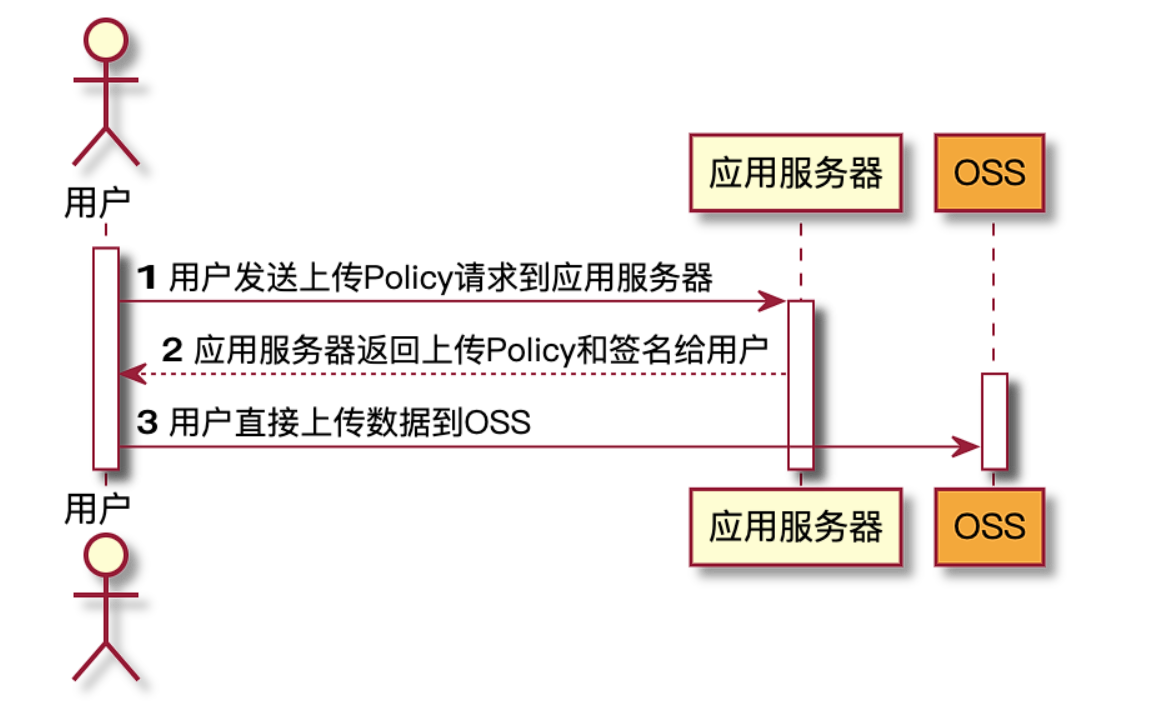 用户
应用服务器
OSS
1 用户发送上传Policy请求到应用服务器
2 应用服务器返回上传Policy和签名给用户
3 用户直接上传数据到OSS
用户
应用服务器
OSS